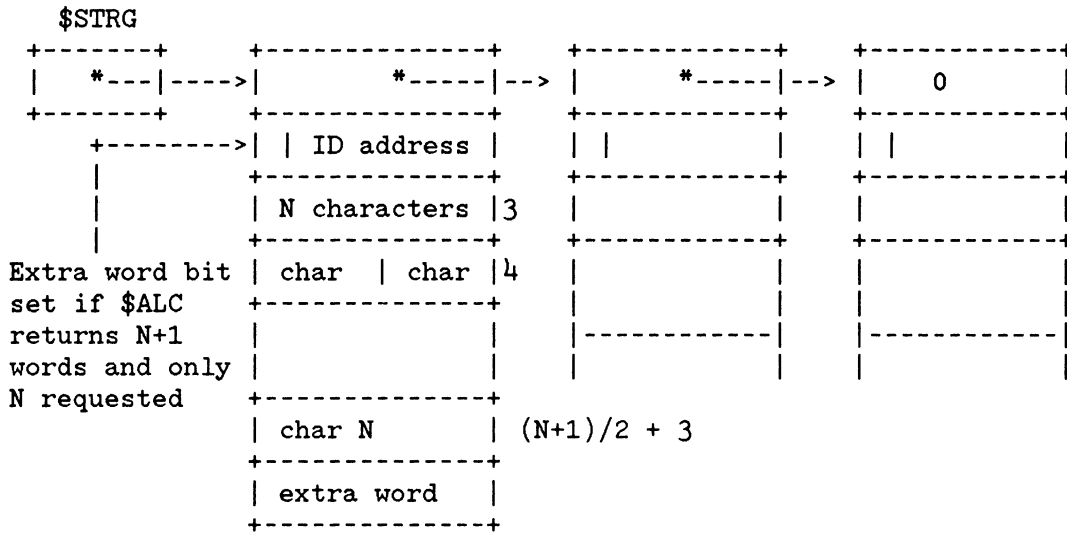 $STRG
+-------+      +--------------+    +------------+    +------------+
|    *---|---->|        *-----|--> |      *-----|--> |    0       |
+-------+      +--------------+    +------------+    +------------+
    +--------->| | ID address |    | |          |    | |          |
    |          +--------------+    +------------+    +------------+
    |          | N characters |3   |            |    |            |
    |          +--------------+    +------------+    +------------+
Extra word bit | char  | char |4   |            |    |            |
set if $ALC    +--------------+    |            |    |            |
returns N+1    |              |    |------------|    |------------|
words and only |              |    |            |    |            |
N requested    +--------------+
               | char N       | (N+1)/2 + 3
               +--------------+
               | extra word   |
               +--------------+